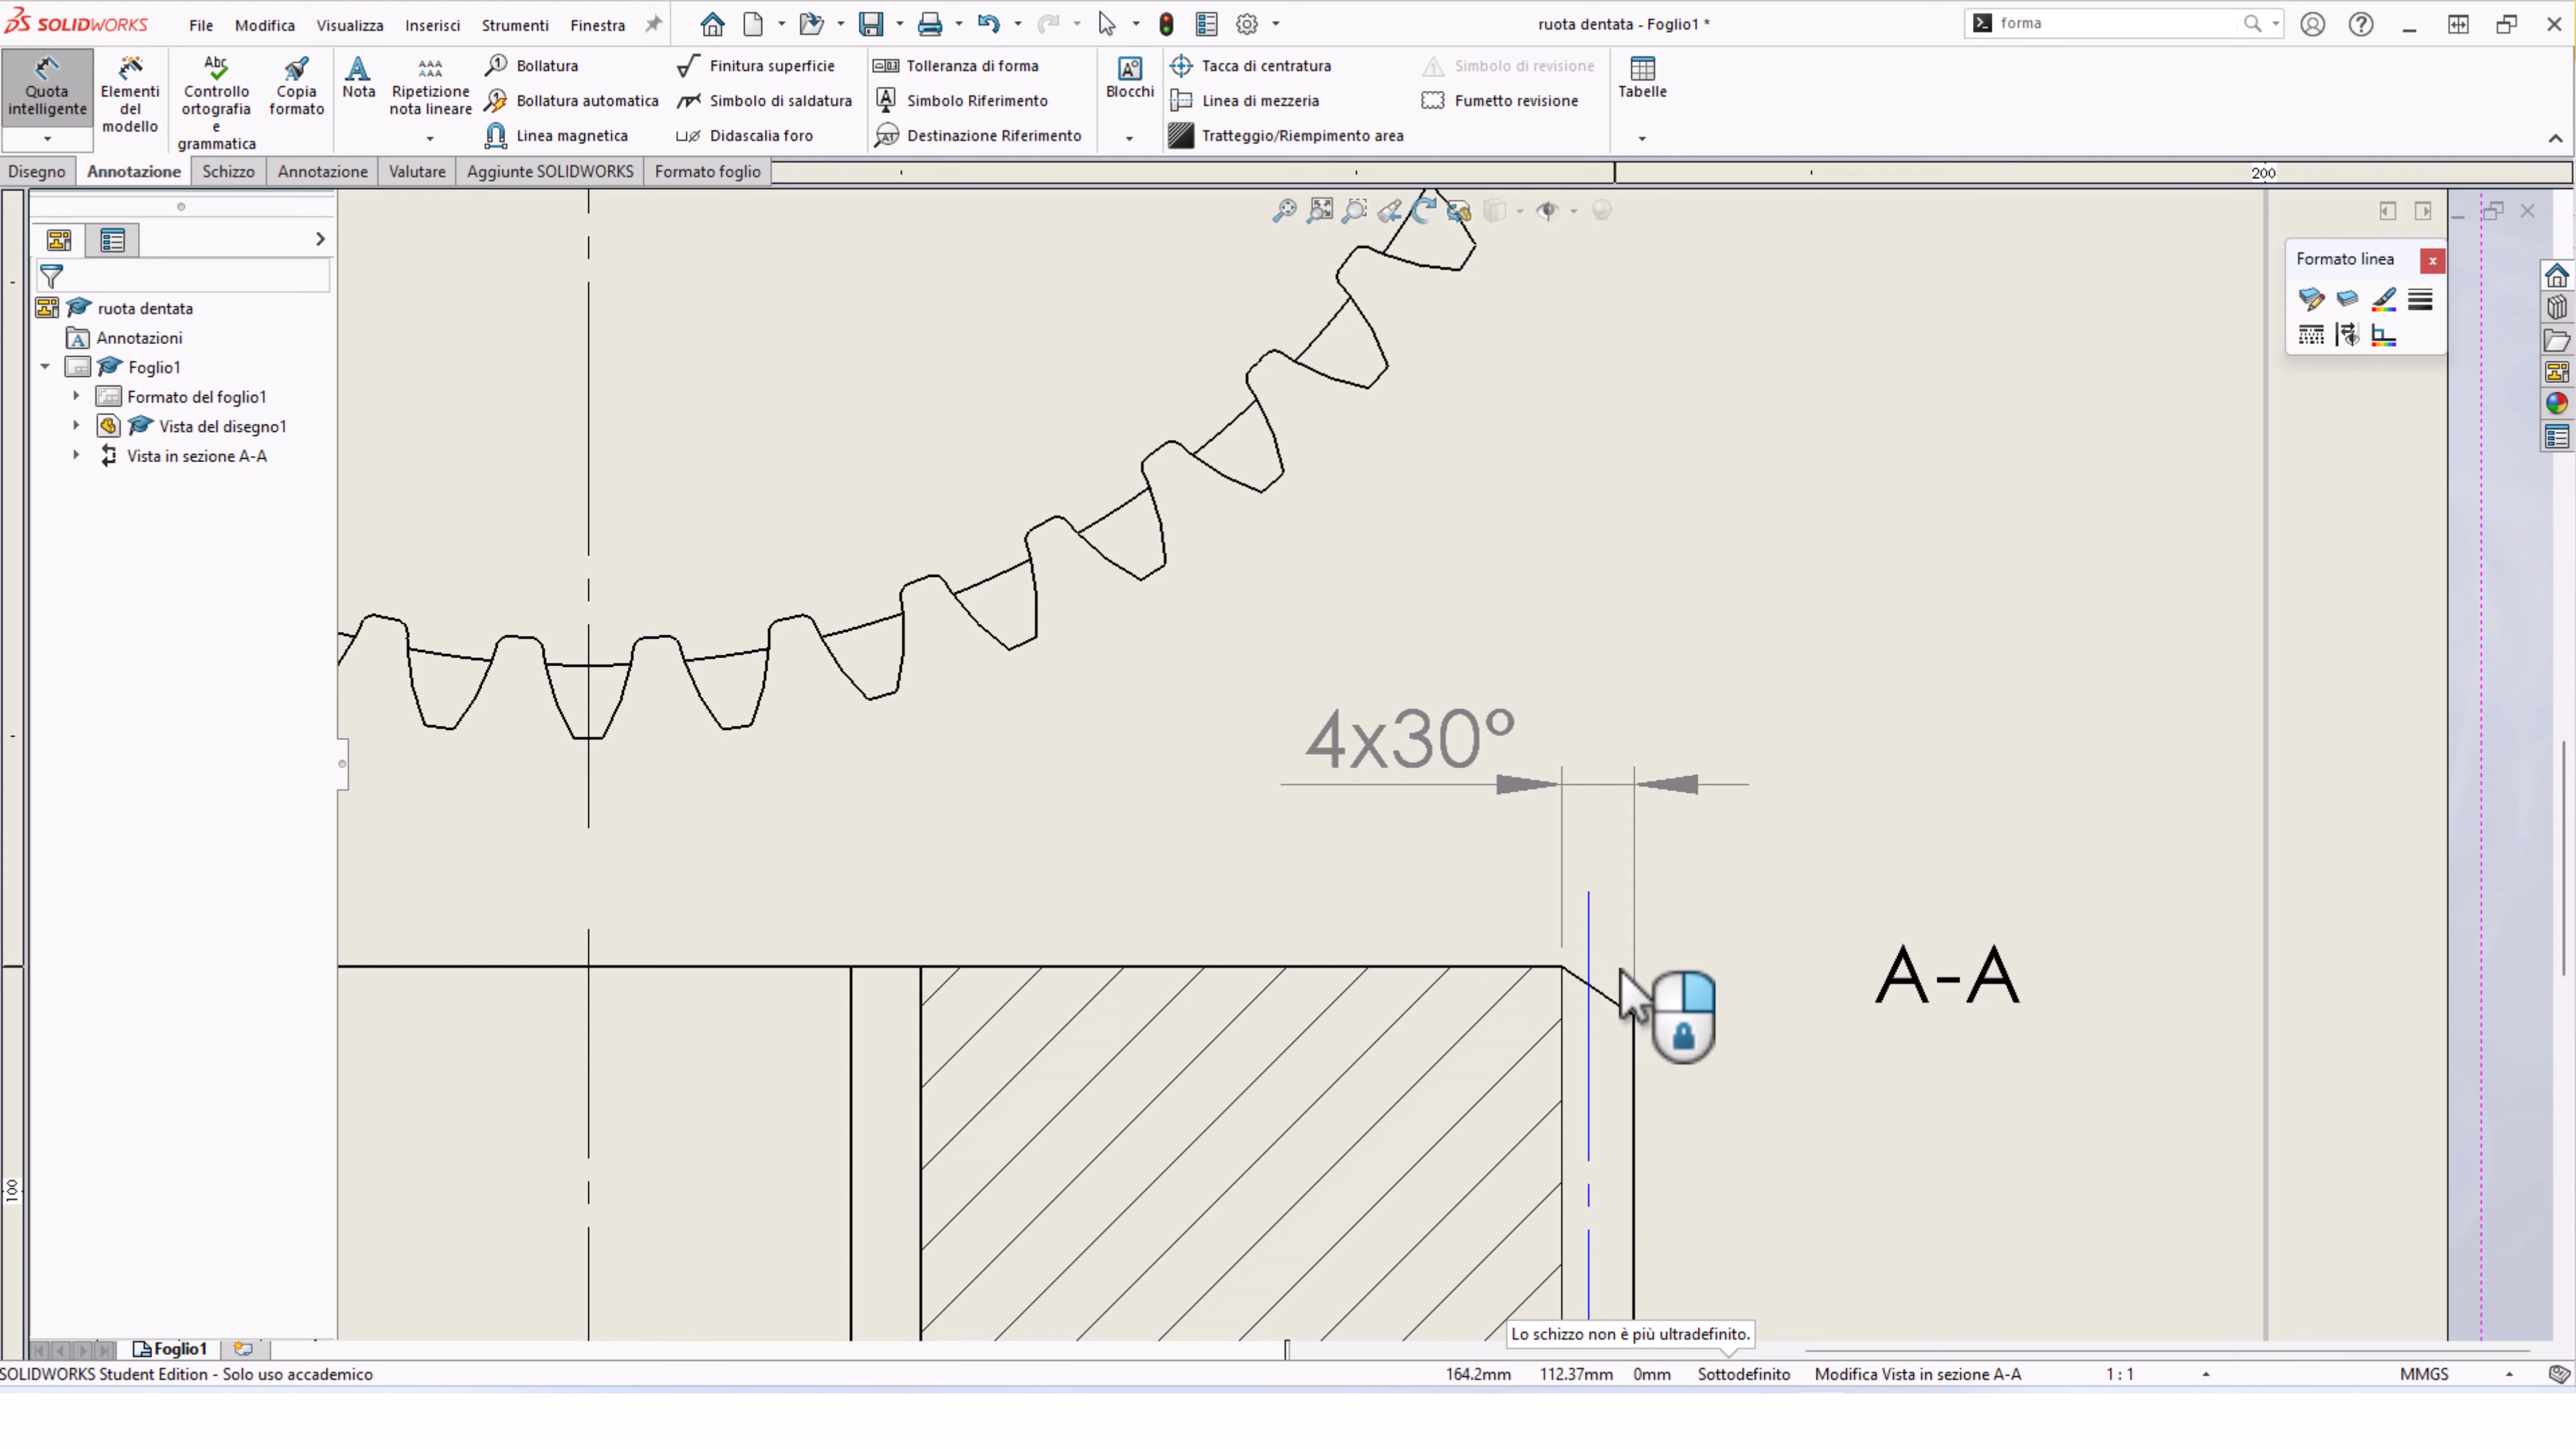 SOLIDWORKS
File Modifica Visualizza Inserisci Strumenti Finestra
ruota dentata - Foglio1 *
forma
Quota intelligente
Elementi del modello
Controllo ortografia e grammatica
Copia formato
Nota
Ripetizione nota lineare
Bollatura
Bollatura automatica
Linea magnetica
Finitura superficie
Simbolo di saldatura
Didascalia foro
Tolleranza di forma
Simbolo Riferimento
Destinazione Riferimento
Blocchi
Tacca di centratura
Linea di mezzeria
Tratteggio/Riempimento area
Simbolo di revisione
Fumetto revisione
Tabelle
Disegno Annotazione Schizzo Annotazione Valutare Aggiunte SOLIDWORKS Formato foglio
200
Formato linea
ruota dentata
Annotazioni
Foglio1
Formato del foglio1
Vista del disegno1
Vista in sezione A-A
4x30°
A-A
100
Lo schizzo non è più ultradefinito.
Foglio1
SOLIDWORKS Student Edition - Solo uso accademico
164.2mm 112.37mm 0mm Sottodefinito Modifica Vista in sezione A-A 1 : 1 MMGS